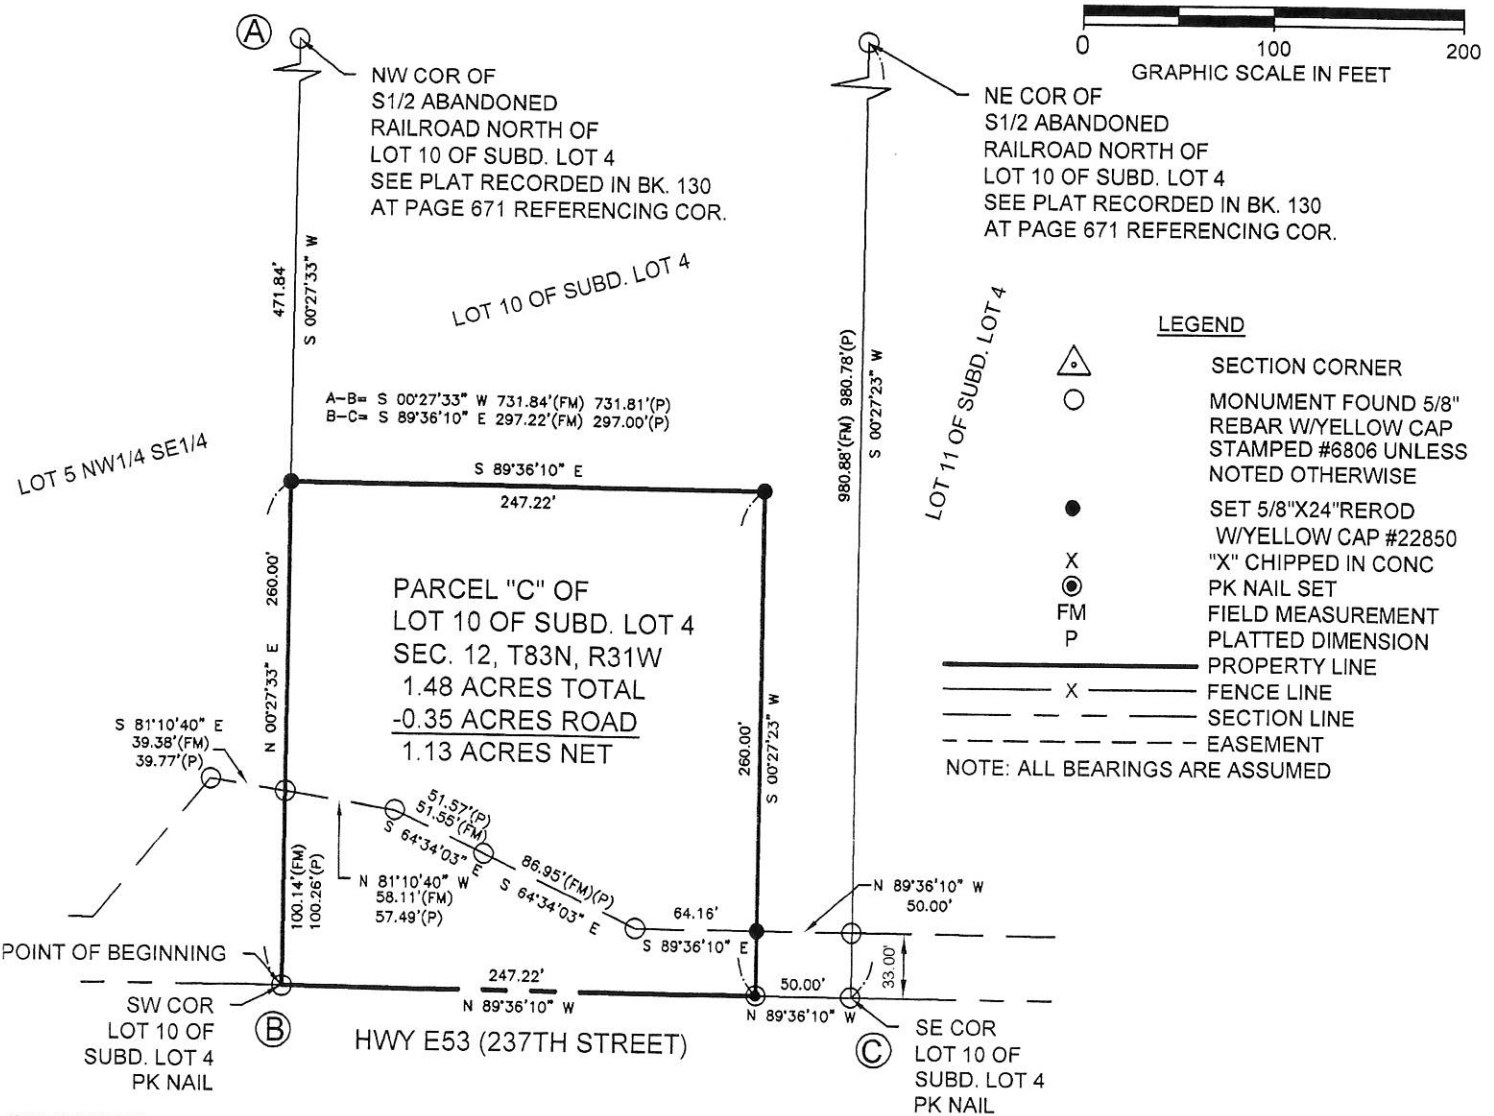 A
NW COR OF
S1/2 ABANDONED
RAILROAD NORTH OF
LOT 10 OF SUBD. LOT 4
SEE PLAT RECORDED IN BK. 130
AT PAGE 671 REFERENCING COR.
0 100 200
GRAPHIC SCALE IN FEET
NE COR OF
S1/2 ABANDONED
RAILROAD NORTH OF
LOT 10 OF SUBD. LOT 4
SEE PLAT RECORDED IN BK. 130
AT PAGE 671 REFERENCING COR.
471.84'
S 00°27'33" W
LOT 10 OF SUBD. LOT 4
980.88'(FM) 980.78'(P)
S 00°27'23" W
LOT 11 OF SUBD. LOT 4
A-B= S 00°27'33" W 731.84'(FM) 731.81'(P)
B-C= S 89°36'10" E 297.22'(FM) 297.00'(P)
LOT 5 NW1/4 SE1/4
S 89°36'10" E
247.22'
LEGEND
SECTION CORNER
MONUMENT FOUND 5/8"
REBAR W/YELLOW CAP
STAMPED #6806 UNLESS
NOTED OTHERWISE
SET 5/8"X24"REROD
W/YELLOW CAP #22850
X "X" CHIPPED IN CONC
PK NAIL SET
FM FIELD MEASUREMENT
P PLATTED DIMENSION
PROPERTY LINE
X FENCE LINE
SECTION LINE
EASEMENT
NOTE: ALL BEARINGS ARE ASSUMED
N 00°27'33" E 260.00'
PARCEL "C" OF
LOT 10 OF SUBD. LOT 4
SEC. 12, T83N, R31W
1.48 ACRES TOTAL
-0.35 ACRES ROAD
1.13 ACRES NET
260.00'
S 00°27'23" W
S 81°10'40" E
39.38'(FM)
39.77'(P)
51.57'(P)
51.55'(FM)
S 64°34'03" E
100.14'(FM)
100.26'(P)
N 81°10'40" W
58.11'(FM)
57.49'(P)
86.95'(FM)(P)
S 64°34'03" E
64.16'
S 89°36'10" E
N 89°36'10" W
50.00'
33.00'
POINT OF BEGINNING
SW COR
LOT 10 OF
SUBD. LOT 4
PK NAIL
B
247.22'
N 89°36'10" W
HWY E53 (237TH STREET)
50.00'
N 89°36'10" W
C
SE COR
LOT 10 OF
SUBD. LOT 4
PK NAIL